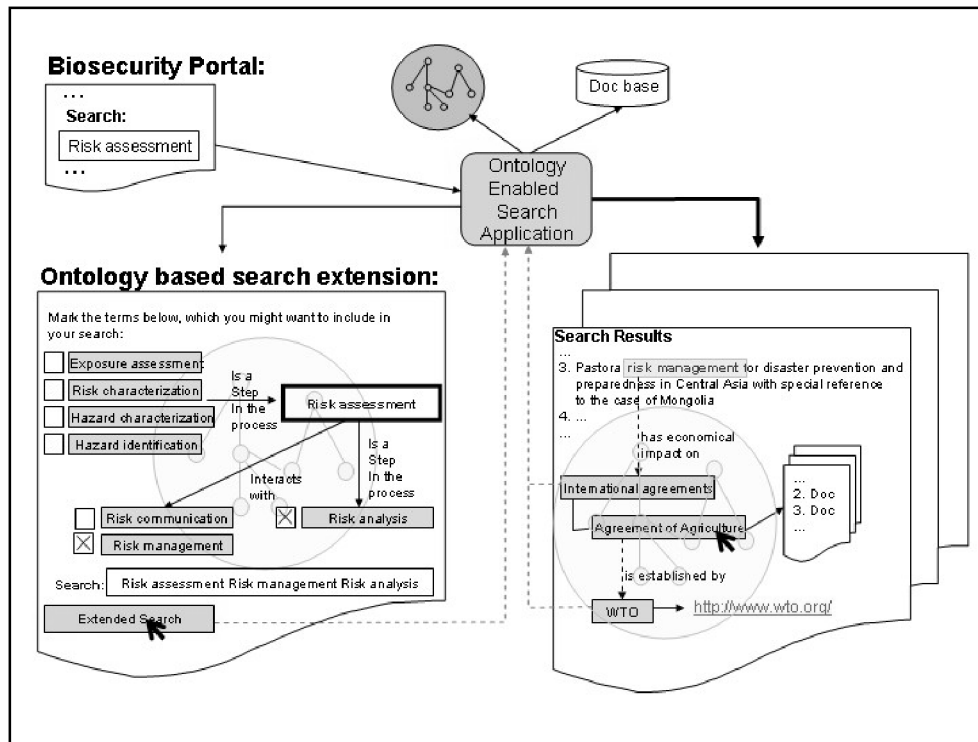 Biosecurity Portal:
...
Search:
Risk assessment
...
Doc base
Ontology
Enabled
Search
Application
Ontology based search extension:
Mark the terms below, which you might want to include in
your search:
Exposure assessment
Risk characterization
Hazard characterization
Hazard identification
Is a
Step
In the
process
Risk assessment
Interacts
with
Is a
Step
In the
process
Risk communication
Risk management
Risk analysis
Search: Risk assessment Risk management Risk analysis
Extended Search
Search Results
...
3. Pastora risk management for disaster prevention and
preparedness in Central Asia with special reference
to the case of Mongolia
4. ...
...
has economical
impact on
International agreements
Agreement of Agriculture
...
2. Doc
3. Doc
...
is established by
WTO
http://www.wto.org/